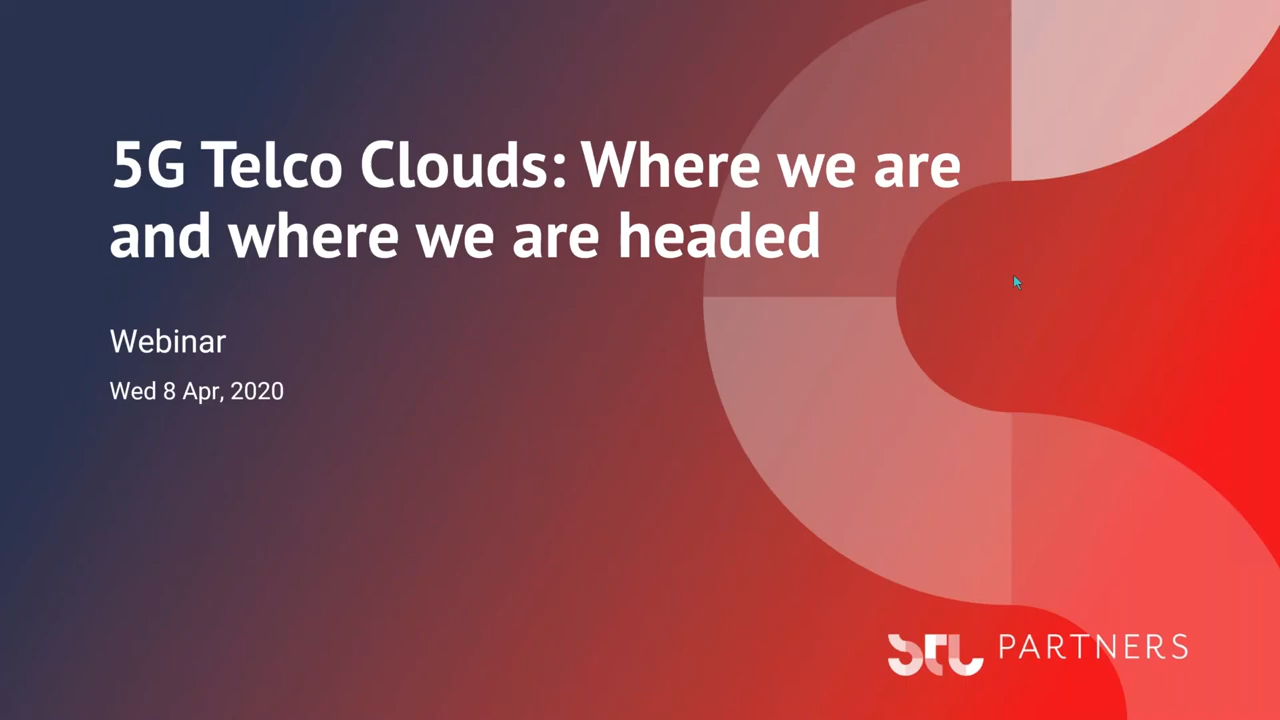 5G Telco Clouds: Where we are
and where we are headed
Webinar
Wed 8 Apr, 2020
STL PARTNERS